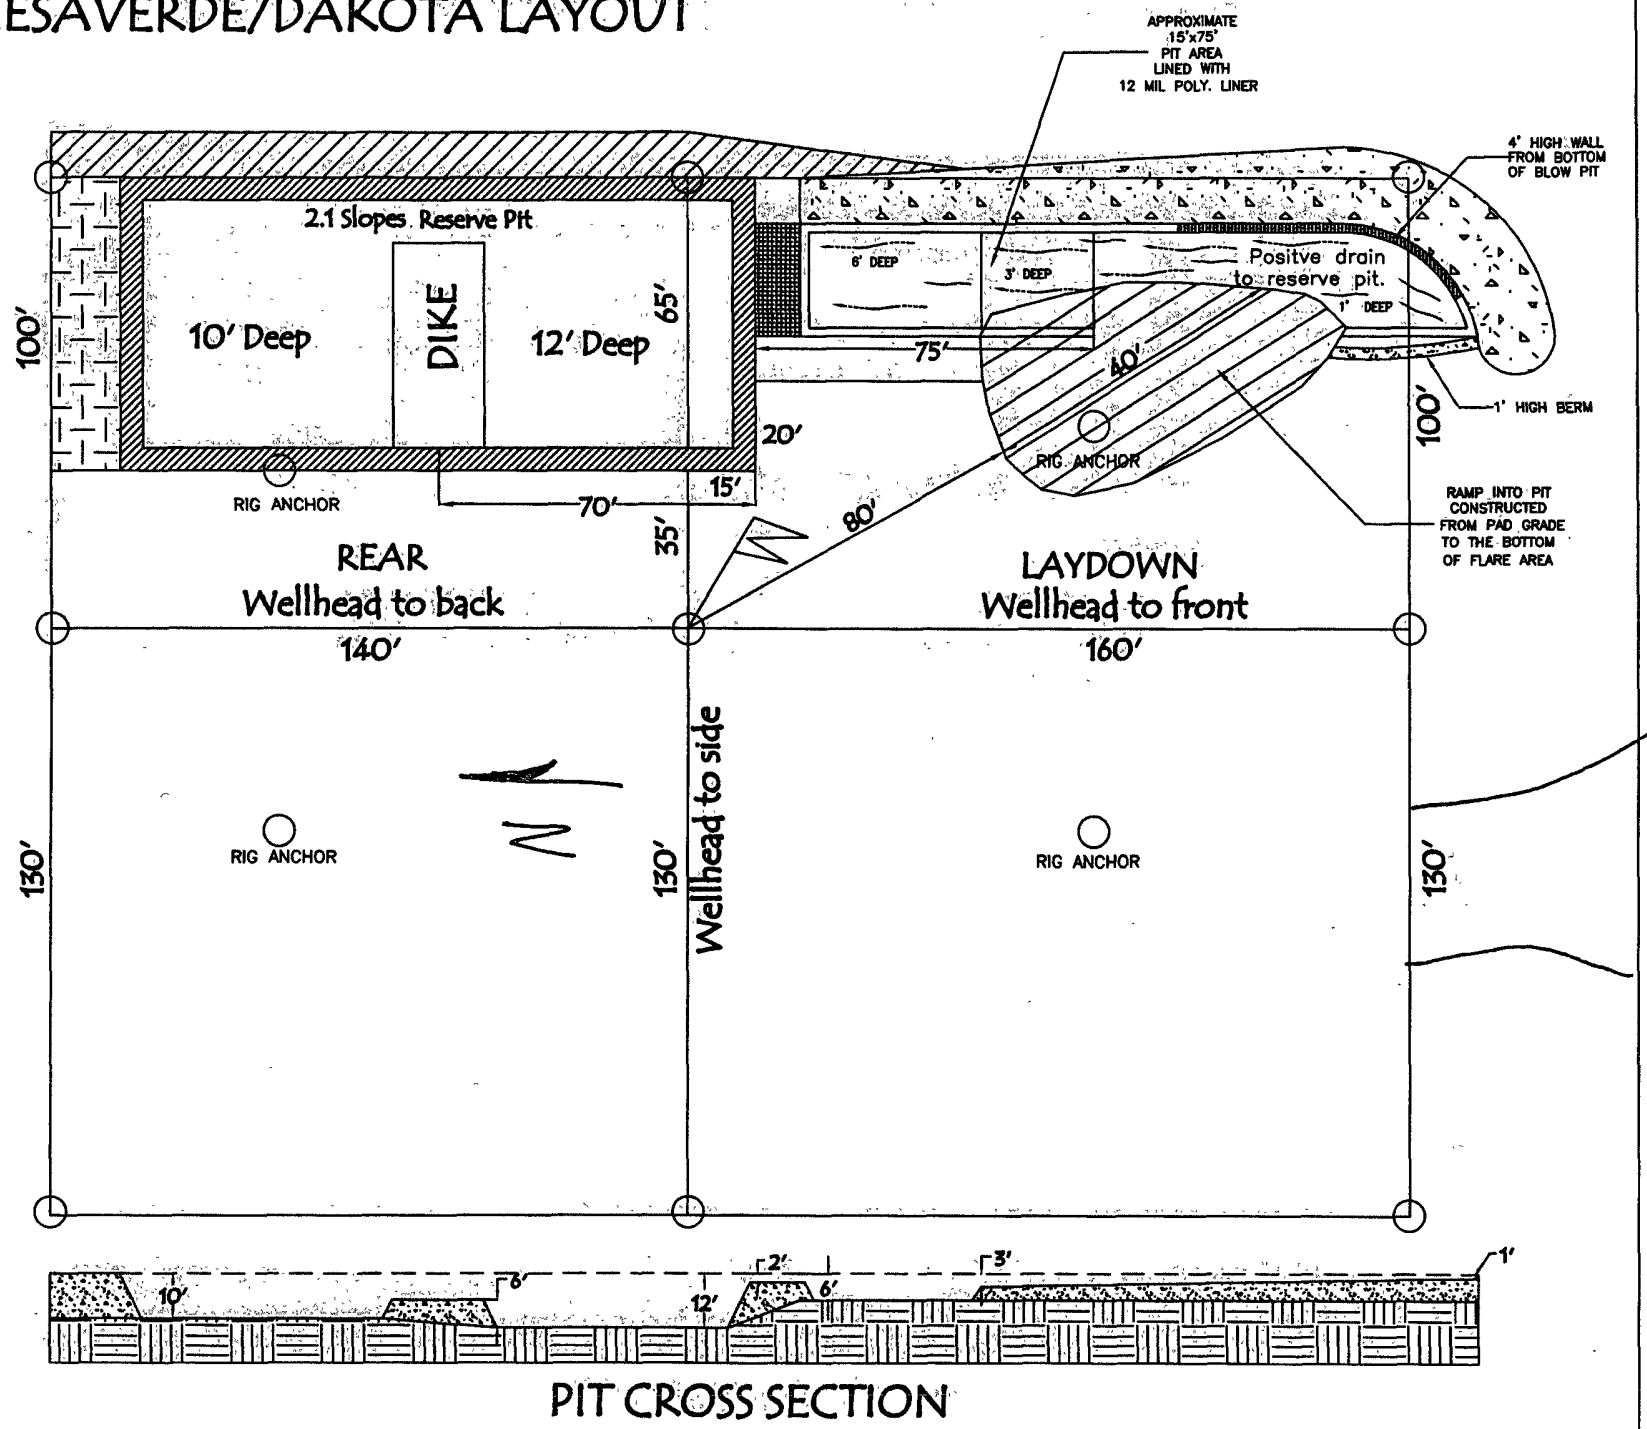 ESAVERDE/DAKOTA LAYOUT
APPROXIMATE
15'x75'
PIT AREA
LINED WITH
12 MIL POLY. LINER
4' HIGH WALL
FROM BOTTOM
OF BLOW PIT
2.1 Slopes. Reserve Pit
6' DEEP
3' DEEP
Positve drain
to reserve pit.
1' DEEP
100'
10' Deep
DIKE
12' Deep
65'
75'
40'
100'
1' HIGH BERM
20'
RIG ANCHOR
RIG ANCHOR
70'
15'
35'
80'
RAMP INTO PIT
CONSTRUCTED
FROM PAD GRADE
TO THE BOTTOM
OF FLARE AREA
REAR
Wellhead to back
140'
LAYDOWN
Wellhead to front
160'
N
N
Wellhead to side
130'
130'
130'
RIG ANCHOR
RIG ANCHOR
10'
6'
12'
2'
6'
3'
1'
PIT CROSS SECTION